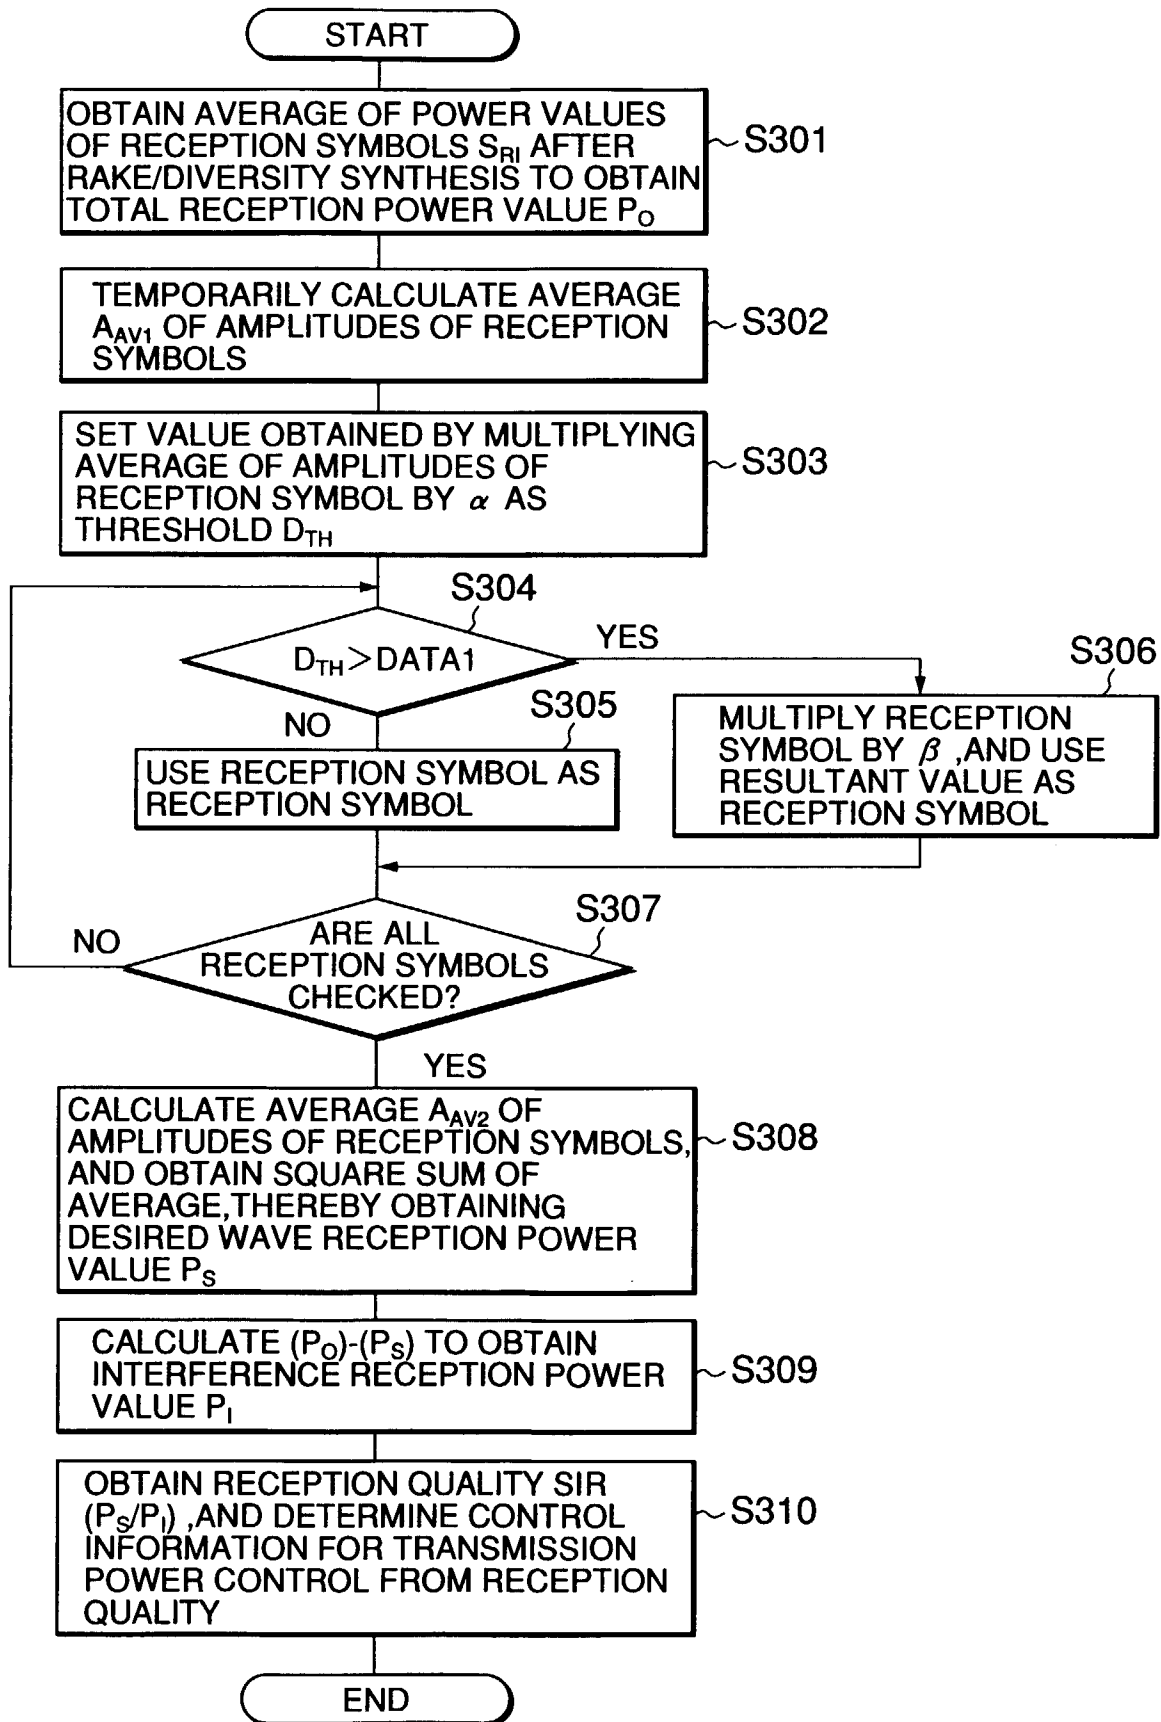 START
OBTAIN AVERAGE OF POWER VALUES
OF RECEPTION SYMBOLS SRI AFTER
RAKE/DIVERSITY SYNTHESIS TO OBTAIN
TOTAL RECEPTION POWER VALUE PO
S301
TEMPORARILY CALCULATE AVERAGE
AAV1 OF AMPLITUDES OF RECEPTION
SYMBOLS
S302
SET VALUE OBTAINED BY MULTIPLYING
AVERAGE OF AMPLITUDES OF
RECEPTION SYMBOL BY α AS
THRESHOLD DTH
S303
S304
DTH>DATA1
YES
NO
S305
USE RECEPTION SYMBOL AS
RECEPTION SYMBOL
S306
MULTIPLY RECEPTION
SYMBOL BY β ,AND USE
RESULTANT VALUE AS
RECEPTION SYMBOL
S307
ARE ALL
RECEPTION SYMBOLS
CHECKED?
NO
YES
CALCULATE AVERAGE AAV2 OF
AMPLITUDES OF RECEPTION SYMBOLS,
AND OBTAIN SQUARE SUM OF
AVERAGE,THEREBY OBTAINING
DESIRED WAVE RECEPTION POWER
VALUE PS
S308
CALCULATE (PO)-(PS) TO OBTAIN
INTERFERENCE RECEPTION POWER
VALUE PI
S309
OBTAIN RECEPTION QUALITY SIR
(PS/PI) ,AND DETERMINE CONTROL
INFORMATION FOR TRANSMISSION
POWER CONTROL FROM RECEPTION
QUALITY
S310
END